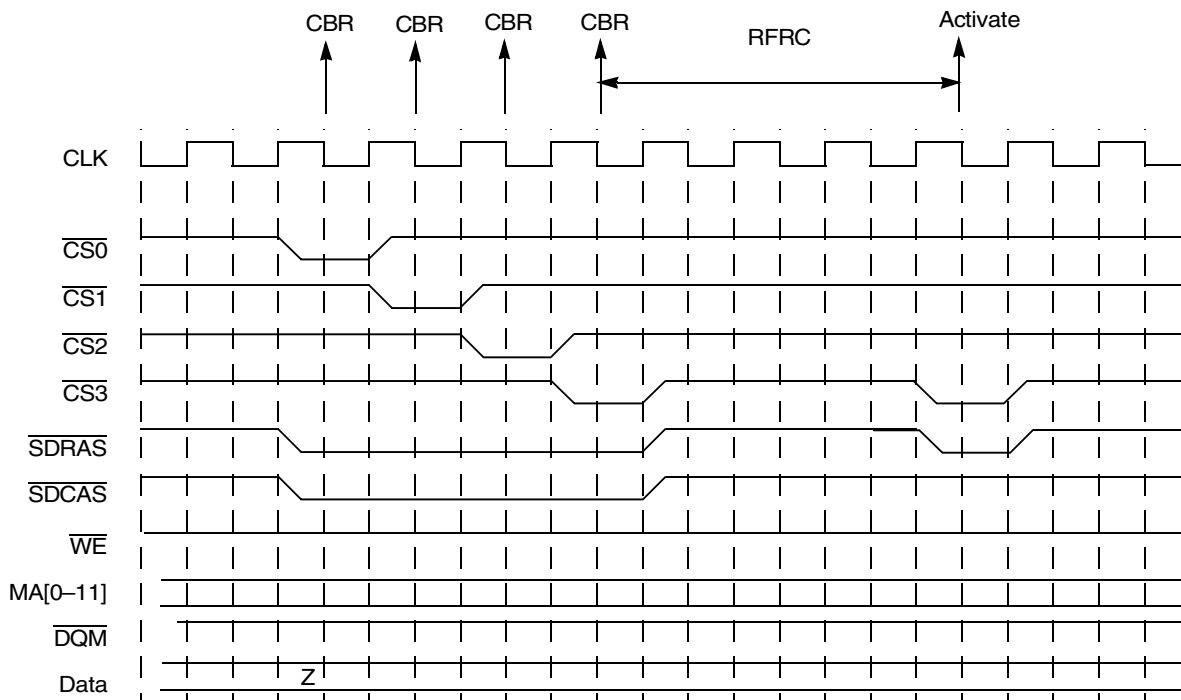 CBR CBR CBR CBR RFRC Activate
CLK
CS0
CS1
CS2
CS3
SDRAS
SDCAS
WE
MA[0–11]
DQM
Data Z